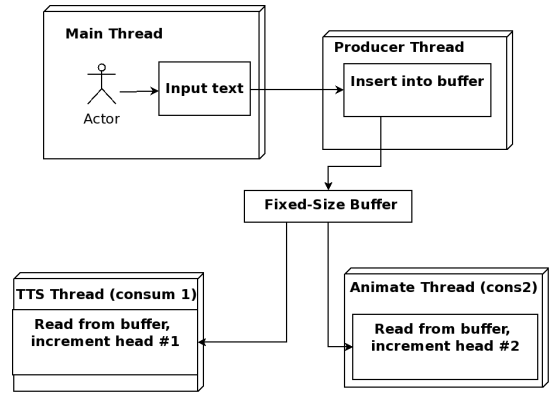 Main Thread
Actor
Input text
Producer Thread
Insert into buffer
Fixed-Size Buffer
TTS Thread (consum 1)
Read from buffer,
increment head #1
Animate Thread (cons2)
Read from buffer,
increment head #2